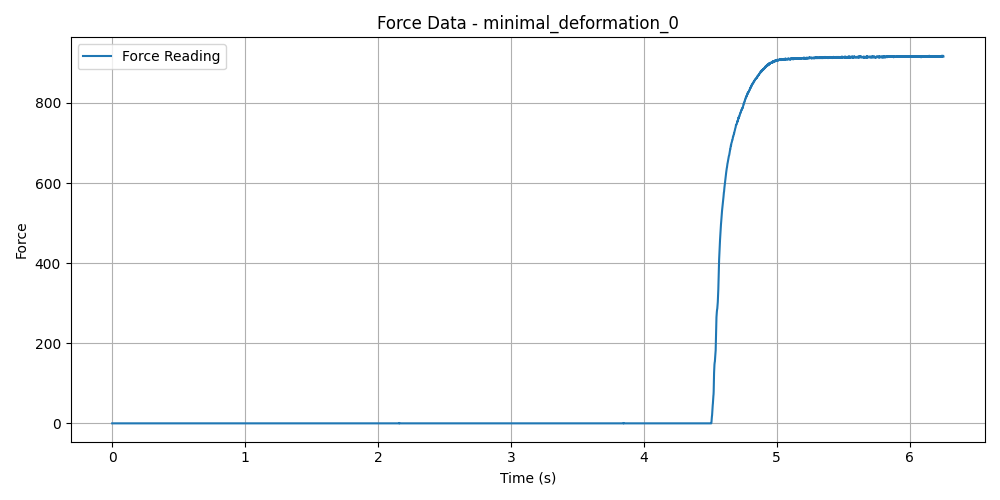 Force Data - minimal_deformation_0
Force Reading
Force
800
600
400
200
0
0 1 2 3 4 5 6
Time (s)